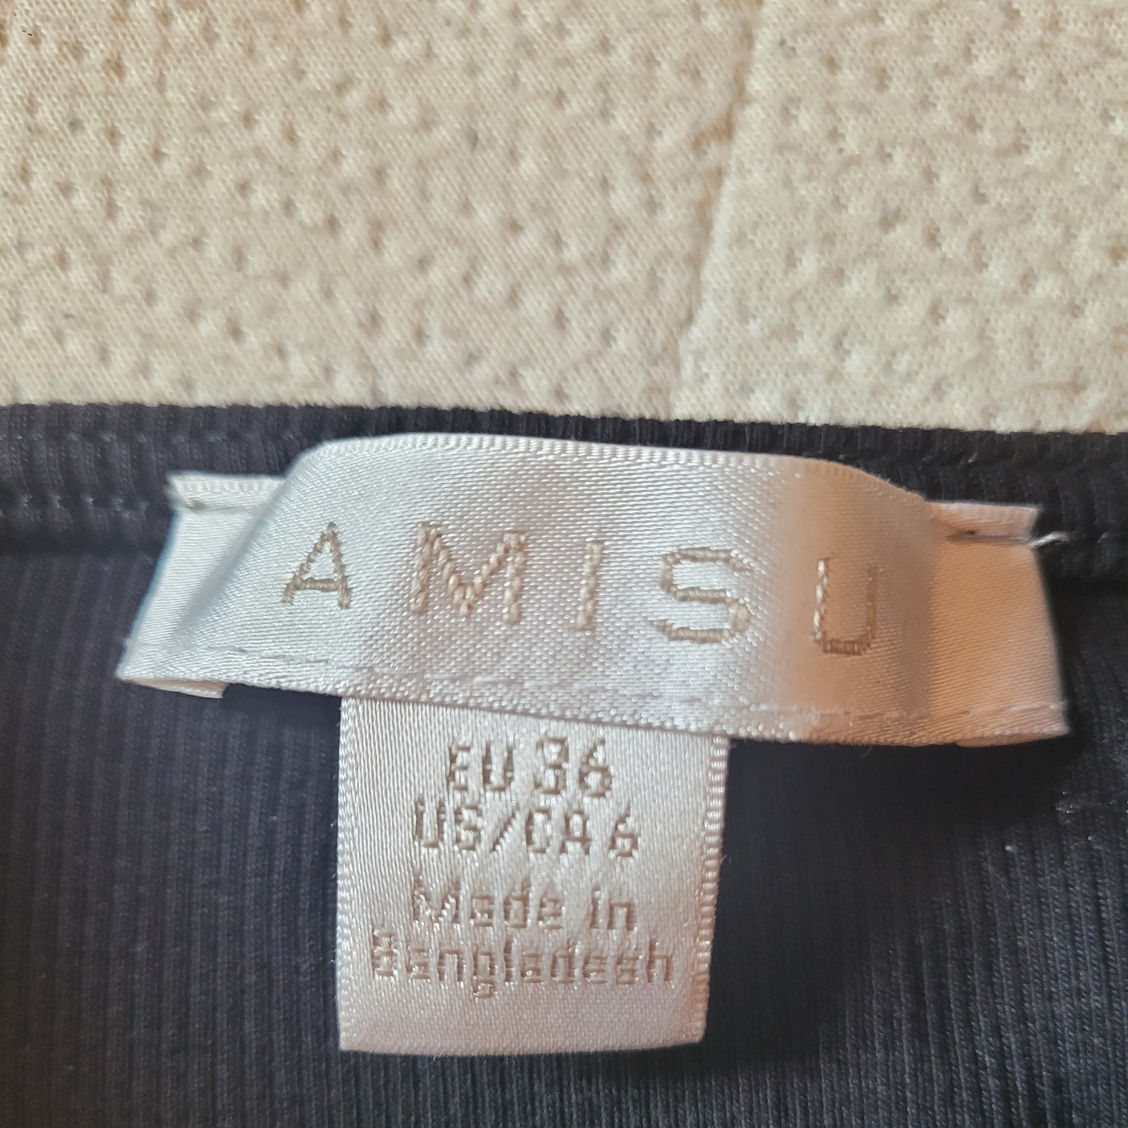 AMISU
EU 36
US/CA 6
Made in
Bangladesh